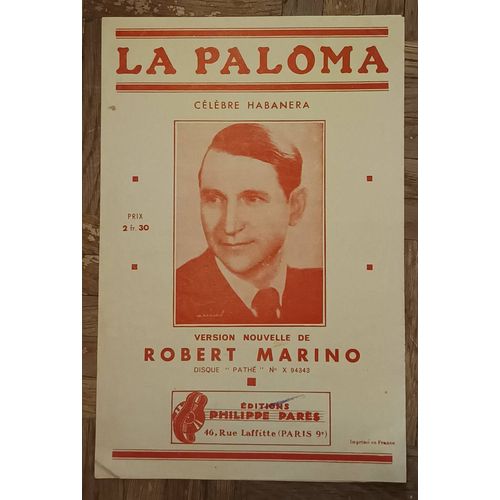 LA PALOMA
CÉLÈBRE HABANERA
PRIX
2 fr. 30
VERSION NOUVELLE DE
ROBERT MARINO
DISQUE "PATHÉ" No X 94343
ÉDITIONS
PHILIPPE PARÈS
46, Rue Laffitte (PARIS 9e)
Imprimé en France